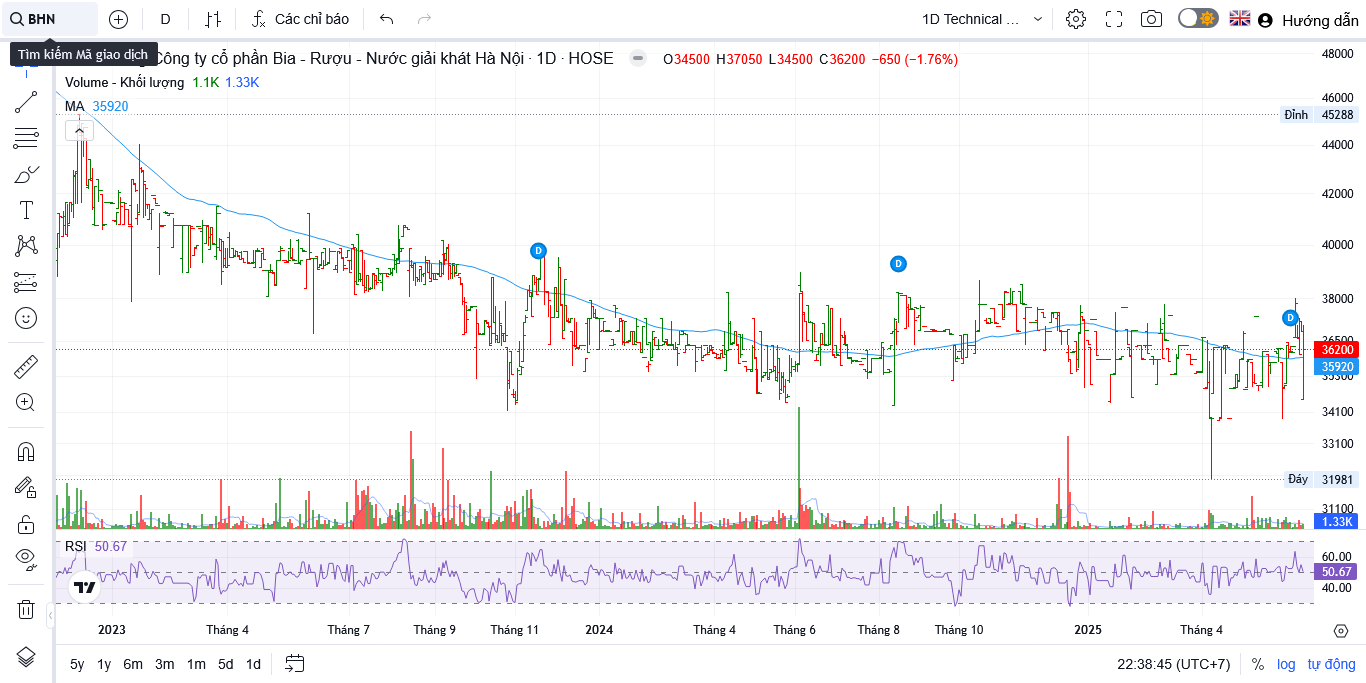 BHN
D
Các chỉ báo
1D Technical ...
Hướng dẫn
Tìm kiếm Mã giao dịch
Công ty cổ phần Bia - Rượu - Nước giải khát Hà Nội · 1D · HOSE
O34500 H37050 L34500 C36200 −650 (−1.76%)
Volume - Khối lượng 1.1K 1.33K
MA 35920
48000
46000
Đỉnh 45288
44000
42000
40000
38000
36200
35920
34100
33100
Đáy 31981
31100
1.33K
D
D
D
RSI 50.67
60.00
50.67
40.00
2023
Tháng 4
Tháng 7
Tháng 9
Tháng 11
2024
Tháng 4
Tháng 6
Tháng 8
Tháng 10
2025
Tháng 4
5y 1y 6m 3m 1m 5d 1d
22:38:45 (UTC+7)
%
log
tự động